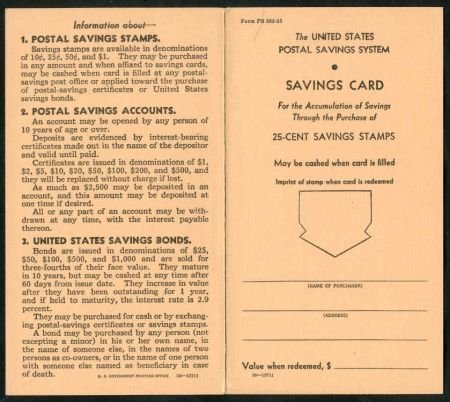 Information about—
1. POSTAL SAVINGS STAMPS.
Savings stamps are available in denominations
of 10¢, 25¢, 50¢, and $1. They may be purchased
in any amount and when affixed to savings cards,
may be cashed when card is filled at any postal-
savings post office or applied toward the purchase
of postal-savings certificates or United States
savings bonds.
2. POSTAL SAVINGS ACCOUNTS.
An account may be opened by any person of
10 years of age or over.
Deposits are evidenced by interest-bearing
certificates made out in the name of the depositor
and valid until paid.
Certificates are issued in denominations of $1,
$2, $5, $10, $20, $50, $100, $200, and $500, and
they will be replaced without charge if lost.
As much as $2,500 may be deposited in an
account, and this amount may be deposited at
one time if desired.
All or any part of an account may be with-
drawn at any time, with the interest payable
thereon.
3. UNITED STATES SAVINGS BONDS.
Bonds are issued in denominations of $25,
$50, $100, $500, and $1,000 and are sold for
three-fourths of their face value. They mature
in 10 years, but may be cashed at any time after
60 days from issue date. They increase in value
after they have been outstanding for 1 year,
and if held to maturity, the interest rate is 2.9
percent.
They may be purchased for cash or by exchang-
ing postal-savings certificates or savings stamps.
A bond may be purchased by any person (not
excepting a minor) in his or her own name, in
the name of someone else, in the names of two
persons as co-owners, or in the name of one person
with someone else named as beneficiary in case
of death.
U. S. GOVERNMENT PRINTING OFFICE 16—12711
Form PS 353-25
The UNITED STATES
POSTAL SAVINGS SYSTEM
•
SAVINGS CARD
For the Accumulation of Savings
Through the Purchase of
25-CENT SAVINGS STAMPS
May be cashed when card is filled
Imprint of stamp when card is redeemed
(NAME OF PURCHASER)
(ADDRESS)
Value when redeemed, $
16—12711